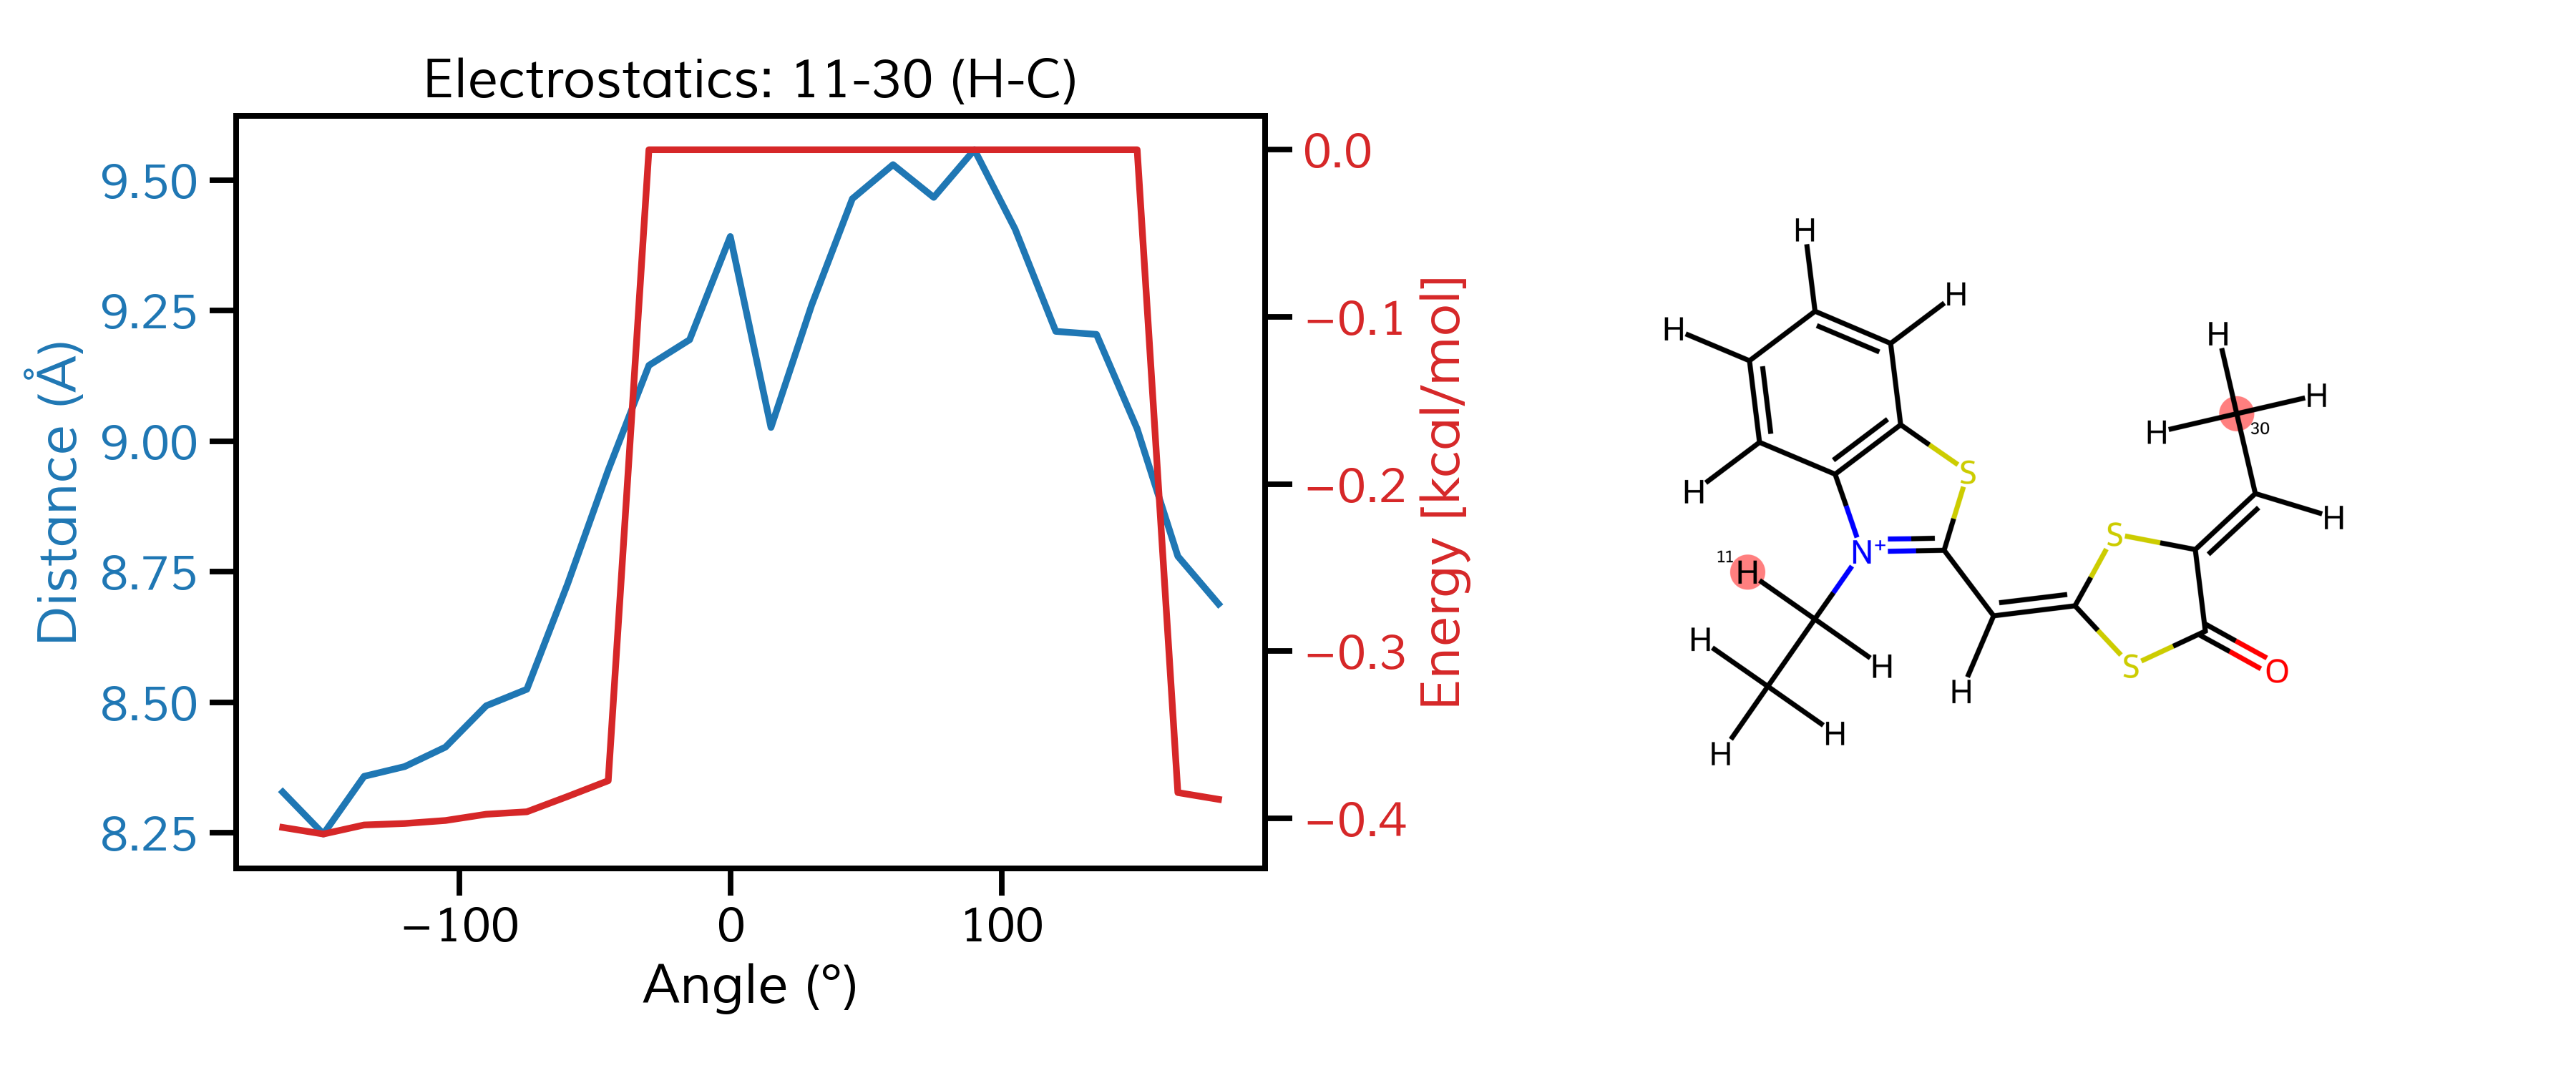 Electrostatics: 11-30 (H-C)
Distance (Å)
9.50
9.25
9.00
8.75
8.50
8.25
−100
0
100
Angle (°)
0.0
−0.1
−0.2
−0.3
−0.4
Energy [kcal/mol]
H
H
H
H
H
H
H
30
H
S
S
N+
11
H
H
H
S
O
H
H
H